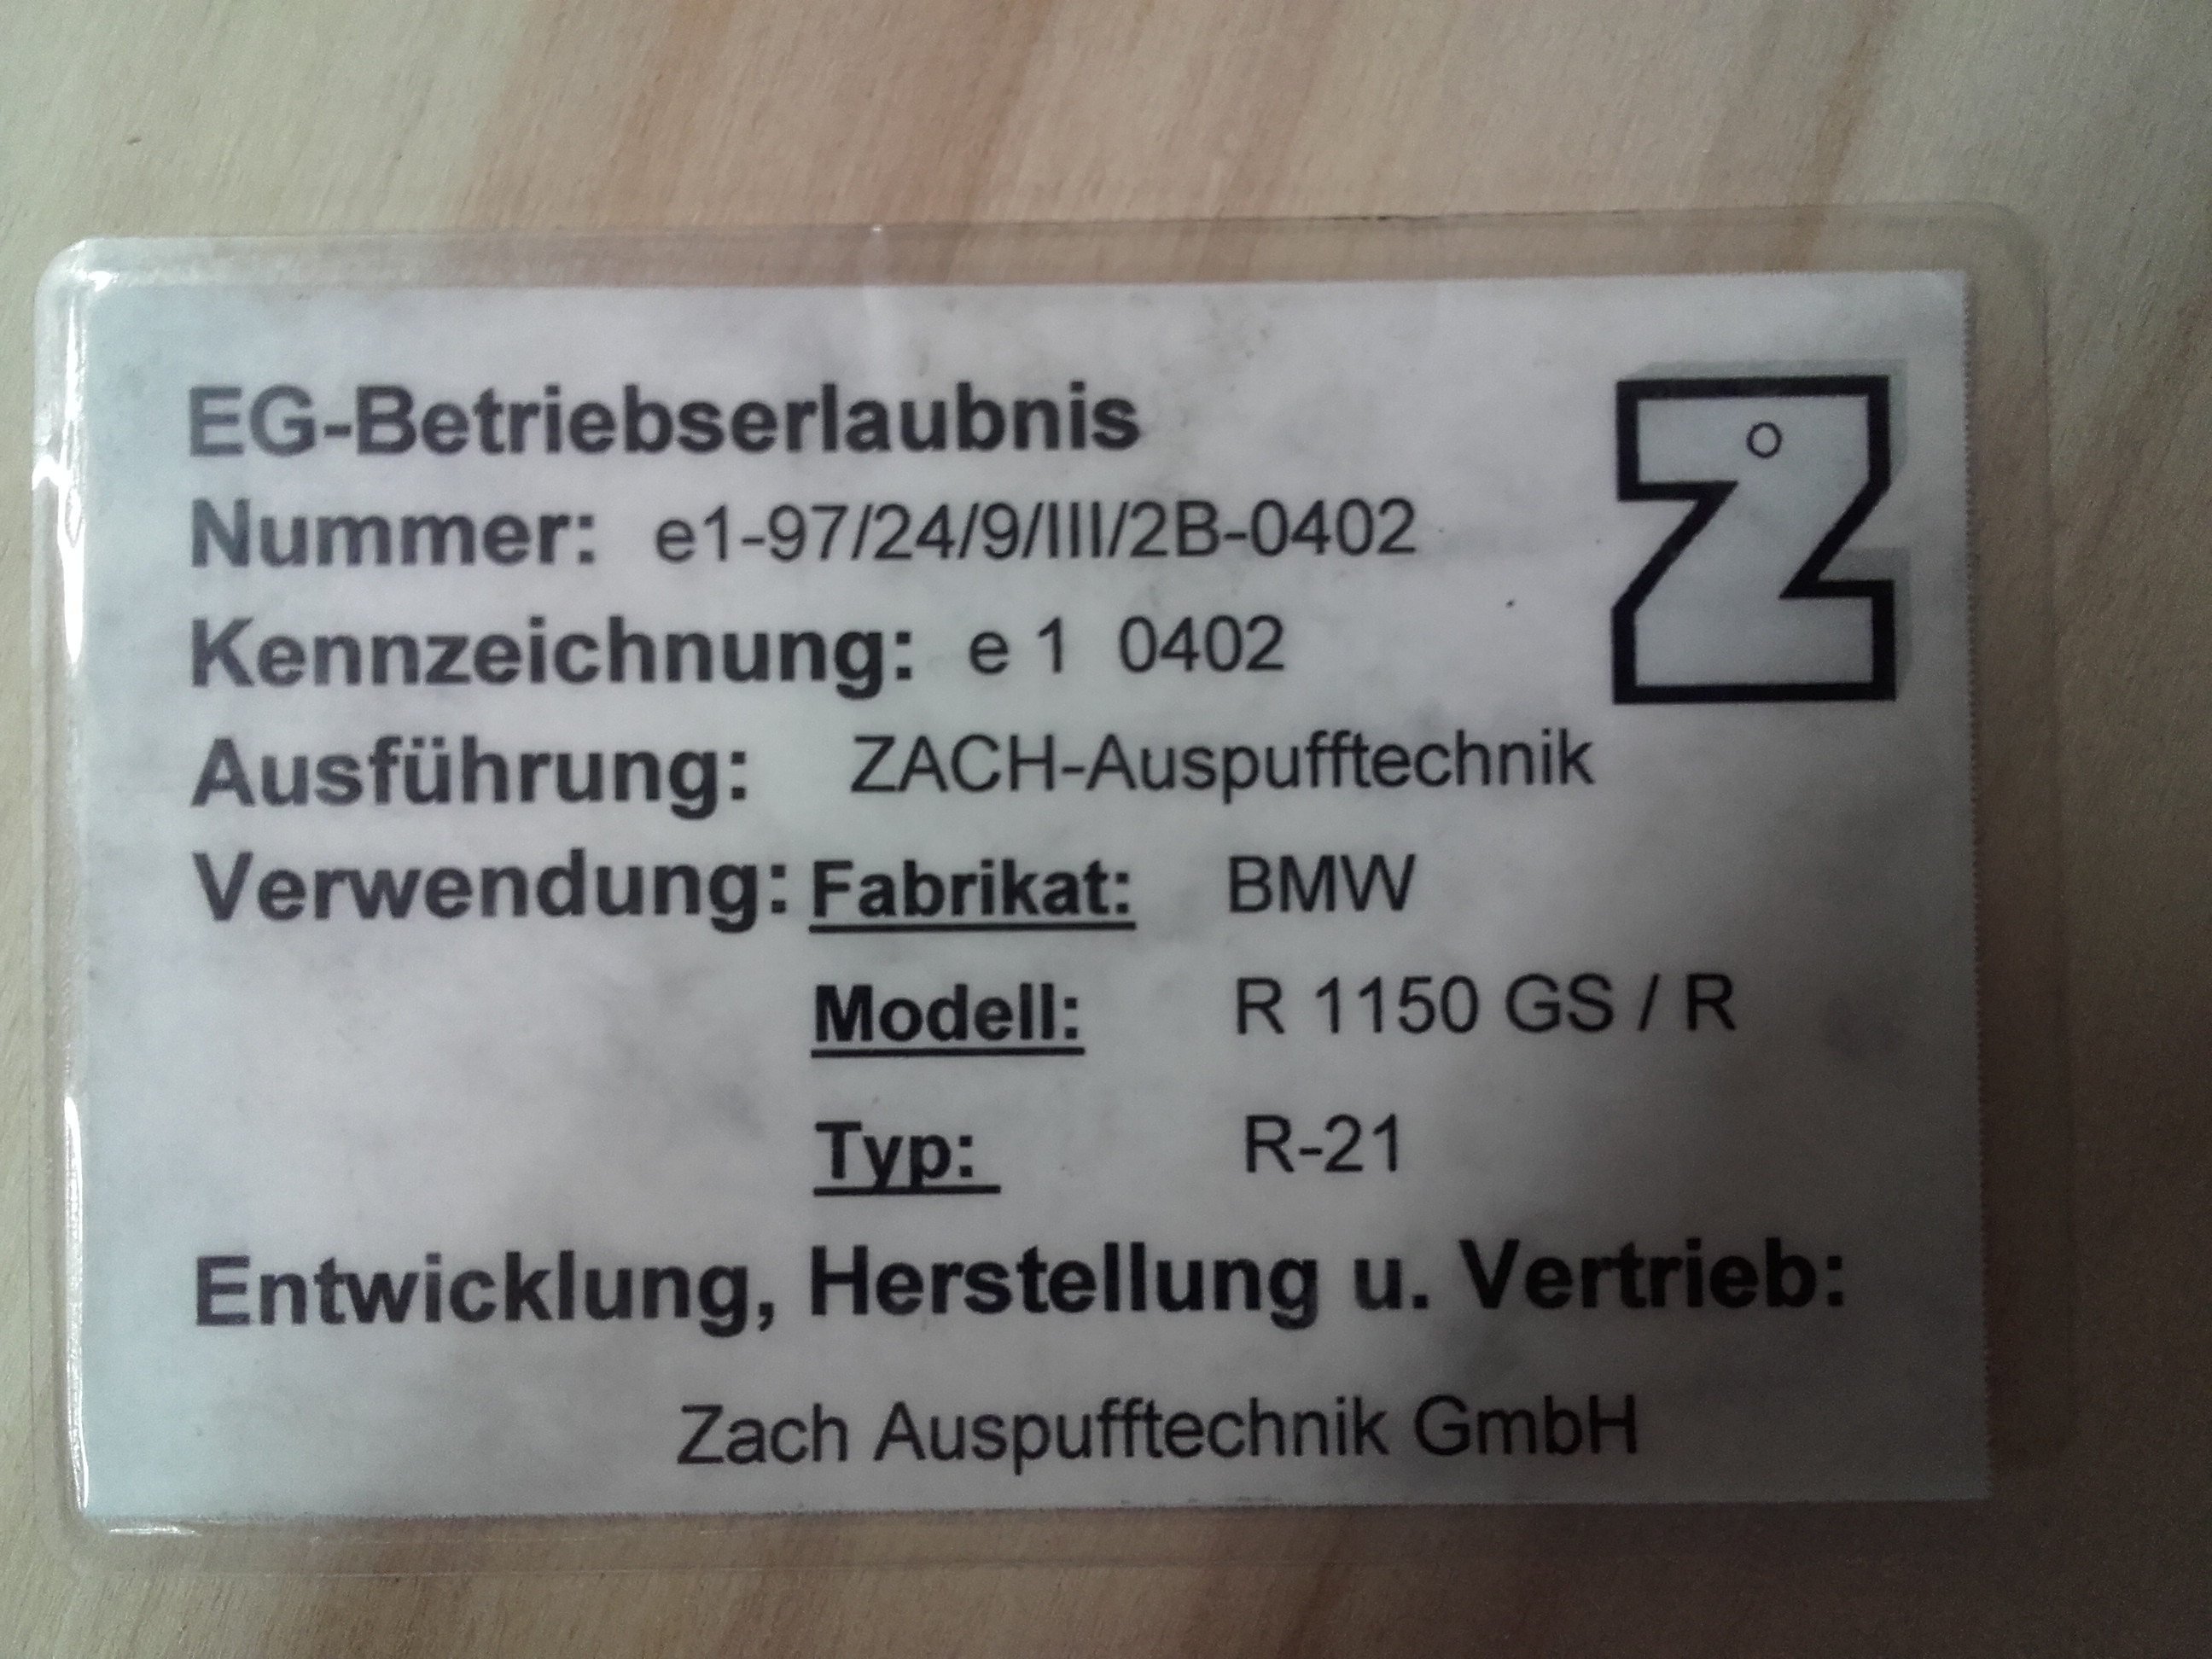 EG-Betriebserlaubnis
Nummer: e1-97/24/9/III/2B-0402
Kennzeichnung: e 1 0402
Ausführung: ZACH-Auspufftechnik
Verwendung: Fabrikat: BMW
Modell: R 1150 GS / R
Typ: R-21
Entwicklung, Herstellung u. Vertrieb:
Zach Auspufftechnik GmbH
Z